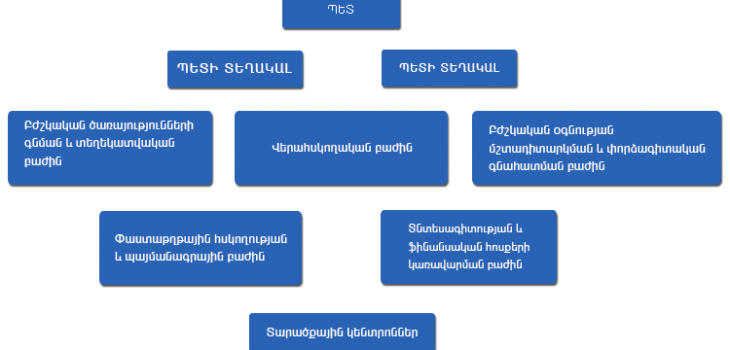 ՊԵՏ
ՊԵՏԻ ՏԵՂԱԿԱԼ
ՊԵՏԻ ՏԵՂԱԿԱԼ
Բժշկական ծառայությունների
գնման և տեղեկատվական
բաժին
Վերահսկողական բաժին
Բժշկական օգնության
մշտադիտարկման և փորձագիտական
գնահատման բաժին
Փաստաթղթային հսկողության
և պայմանագրային բաժին
Տնտեսագիտության և
ֆինանսական հոսքերի
կառավարման բաժին
Տարածքային կենտրոններ